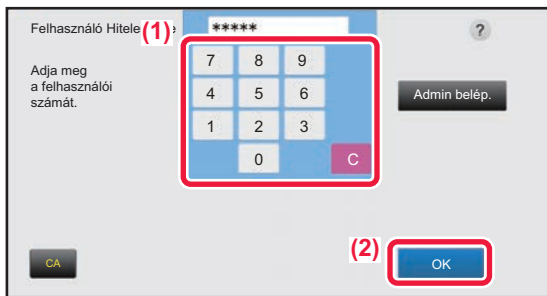 Felhasználó Hitele
(1)
*****
?
Adja meg
a felhasználói
számát.
7 8 9
4 5 6
1 2 3
0 C
Admin belép.
CA
(2)
OK